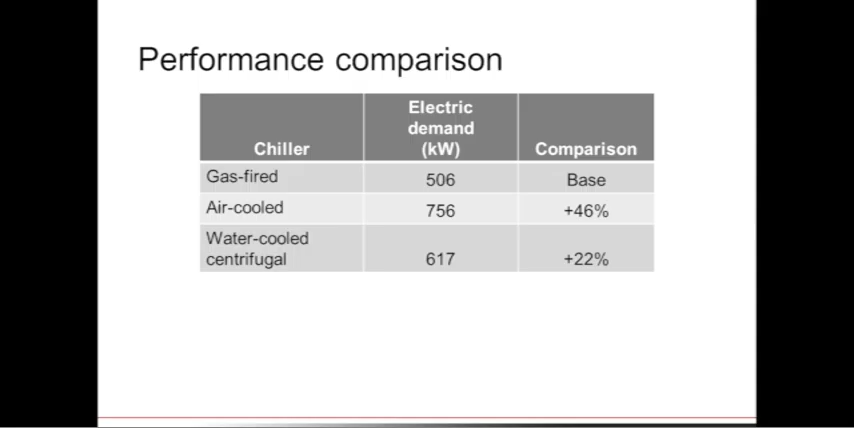 Performance comparison
Electric
demand
Chiller (kW) Comparison
Gas-fired 506 Base
Air-cooled 756 +46%
Water-cooled
centrifugal 617 +22%